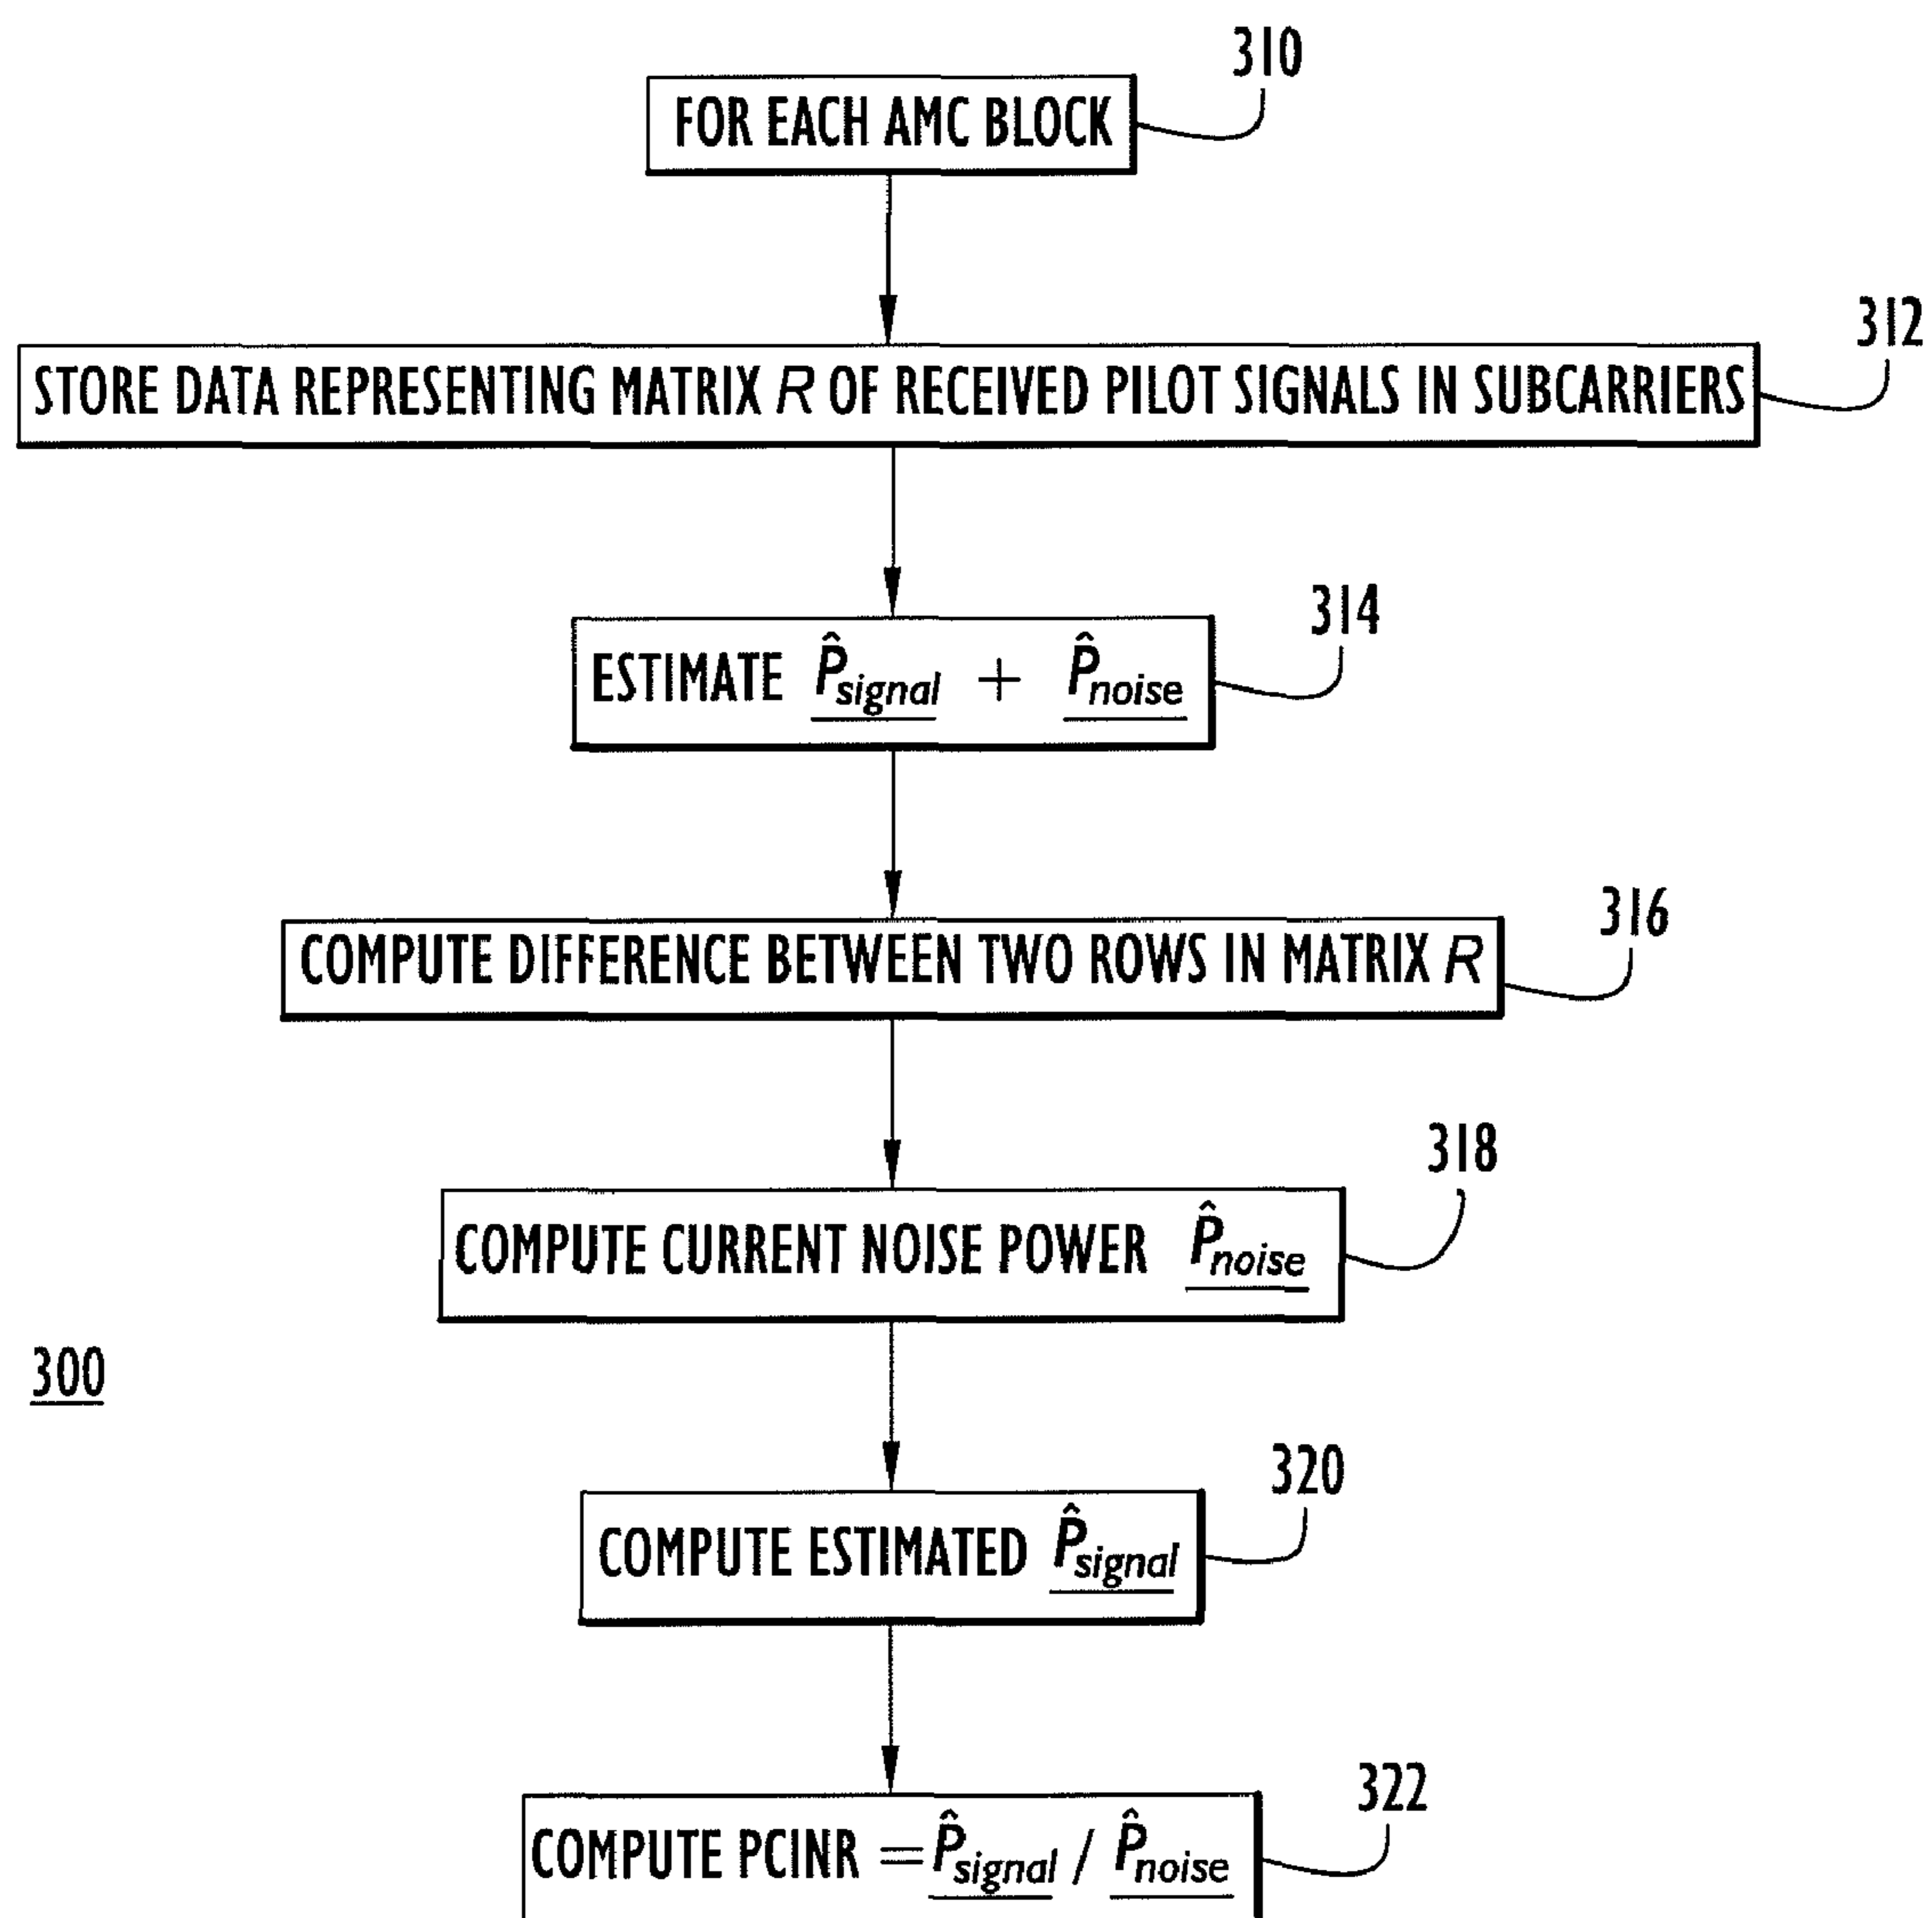 310
FOR EACH AMC BLOCK
312
STORE DATA REPRESENTING MATRIX R OF RECEIVED PILOT SIGNALS IN SUBCARRIERS
314
ESTIMATE P̂signal + P̂noise
316
COMPUTE DIFFERENCE BETWEEN TWO ROWS IN MATRIX R
318
COMPUTE CURRENT NOISE POWER P̂noise
300
320
COMPUTE ESTIMATED P̂signal
322
COMPUTE PCINR = P̂signal / P̂noise